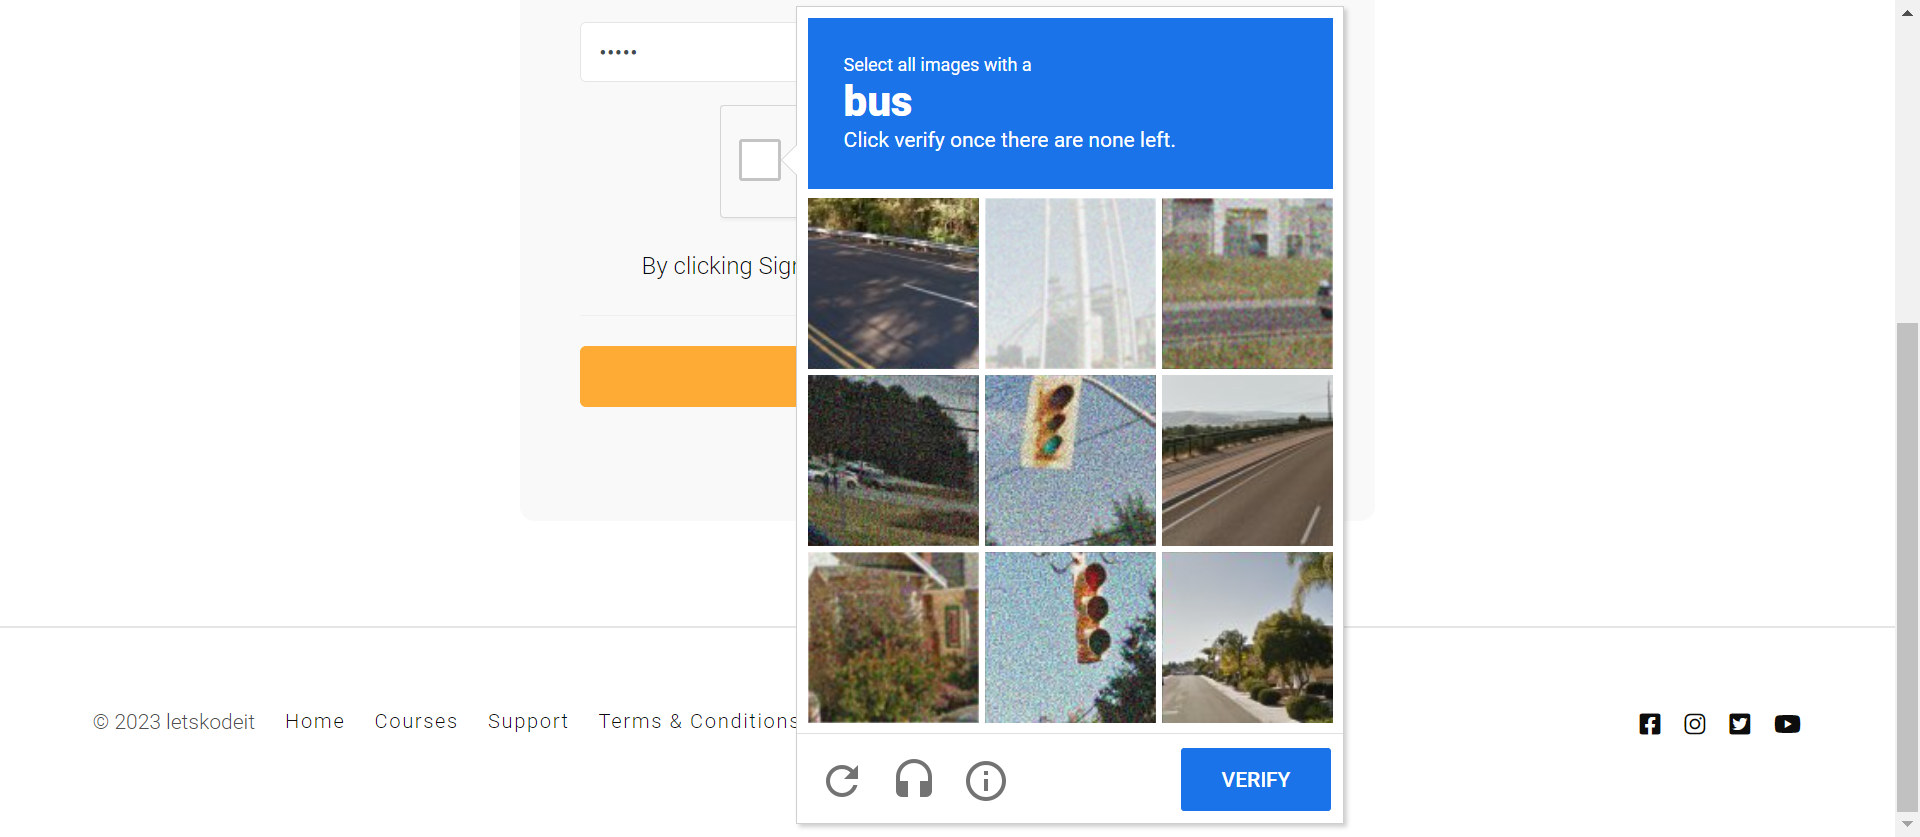 •••••
Select all images with a
bus
Click verify once there are none left.
By clicking Sign
© 2023 letskodeit Home Courses Support Terms & Conditions
VERIFY